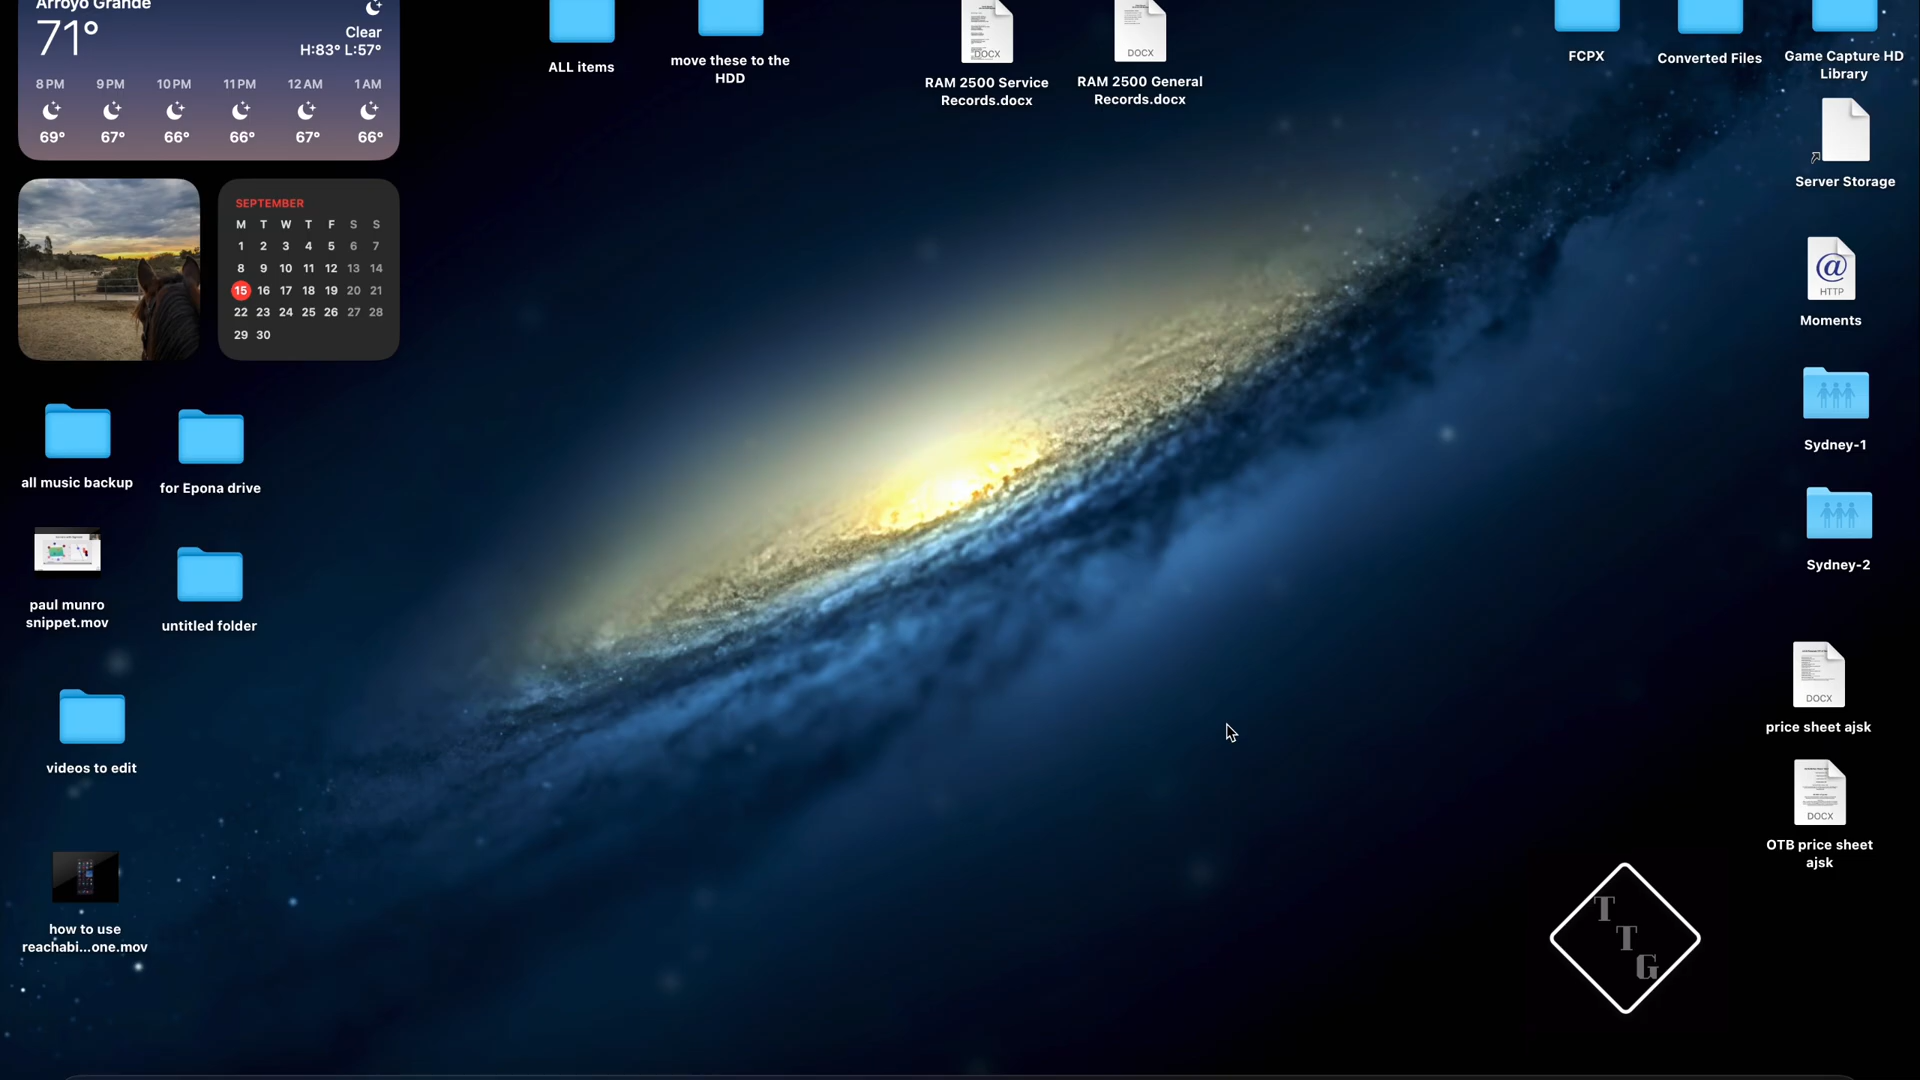 Arroyo Grande
71°
Clear
H:83° L:57°
8 PM 9 PM 10 PM 11 PM 12 AM 1 AM
69° 67° 66° 66° 67° 66°
SEPTEMBER
M T W T F S S
1 2 3 4 5 6 7
8 9 10 11 12 13 14
15 16 17 18 19 20 21
22 23 24 25 26 27 28
29 30
ALL items
move these to the
HDD
DOCX
RAM 2500 Service
Records.docx
DOCX
RAM 2500 General
Records.docx
FCPX
Converted Files
Game Capture HD
Library
Server Storage
@
HTTP
Moments
Sydney-1
Sydney-2
DOCX
price sheet ajsk
DOCX
OTB price sheet
ajsk
all music backup
for Epona drive
paul munro
snippet.mov
untitled folder
videos to edit
how to use
reachabi...one.mov
T
T
G